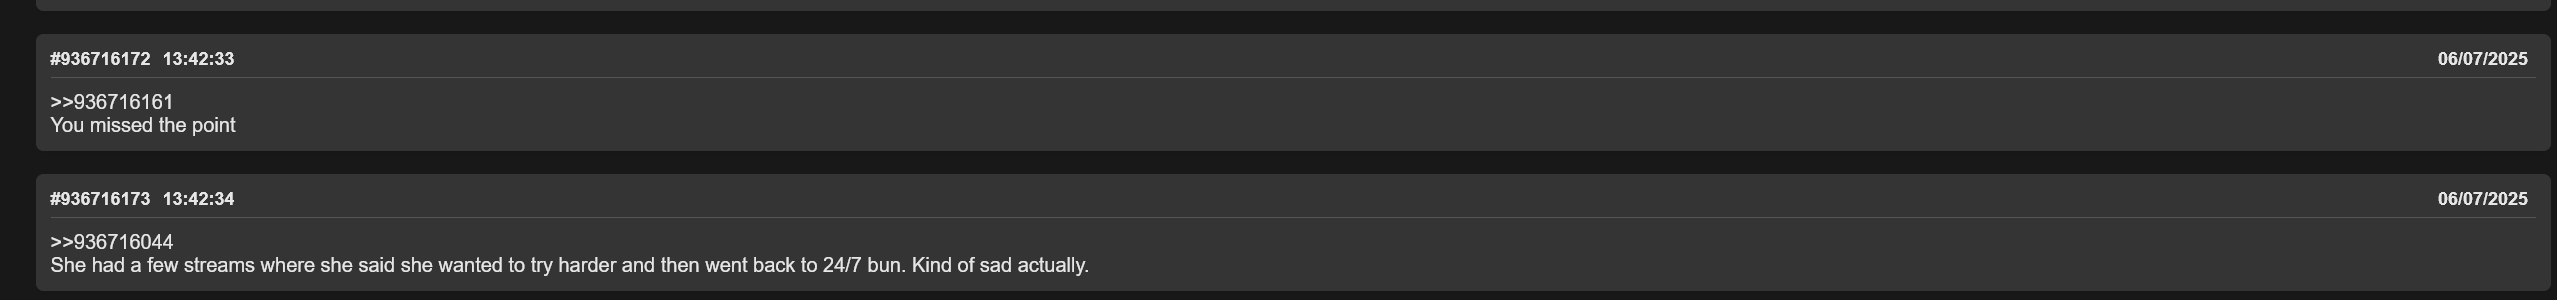 #936716172 13:42:33 06/07/2025
>>936716161
You missed the point
#936716173 13:42:34 06/07/2025
>>936716044
She had a few streams where she said she wanted to try harder and then went back to 24/7 bun. Kind of sad actually.